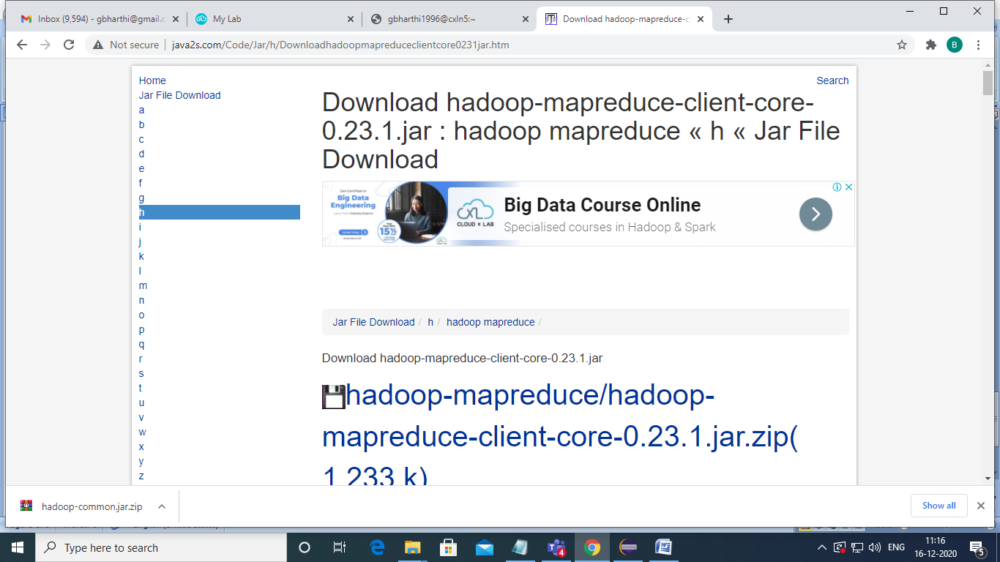 Inbox (9,594) - gbharthi@gmail.c
My Lab
gbharthi1996@cxln5:~
Download hadoop-mapreduce-c
Not secure
java2s.com/Code/Jar/h/Downloadhadoopmapreduceclientcore0231jar.htm
B
Home
Search
Jar File Download
a
b
c
d
e
f
g
h
i
j
k
l
m
n
o
p
q
r
s
t
u
v
w
x
y
z
Download hadoop-mapreduce-client-core-
0.23.1.jar : hadoop mapreduce « h « Jar File
Download
Get Certified in
Big Data
Engineering
15%
CLOUD x LAB
Big Data Course Online
Specialised courses in Hadoop & Spark
Jar File Download / h / hadoop mapreduce /
Download hadoop-mapreduce-client-core-0.23.1.jar
hadoop-mapreduce/hadoop-
mapreduce-client-core-0.23.1.jar.zip(
1,233 k)
hadoop-common.jar.zip
Show all
Type here to search
4
ENG
11:16
16-12-2020
5